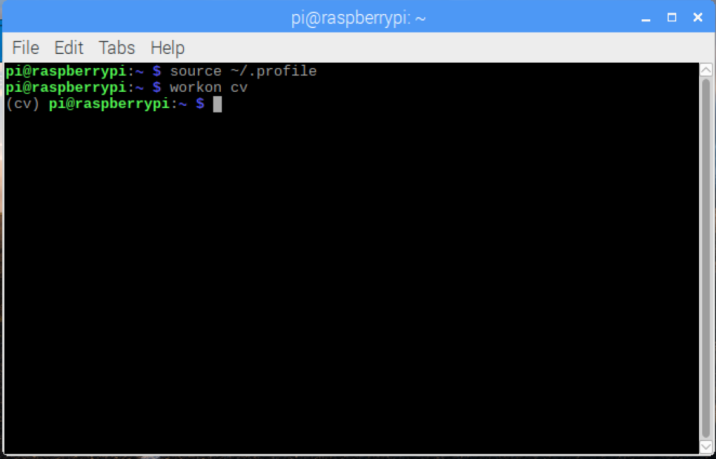 pi@raspberrypi: ~
File Edit Tabs Help
pi@raspberrypi:~ $ source ~/.profile
pi@raspberrypi:~ $ workon cv
(cv) pi@raspberrypi:~ $